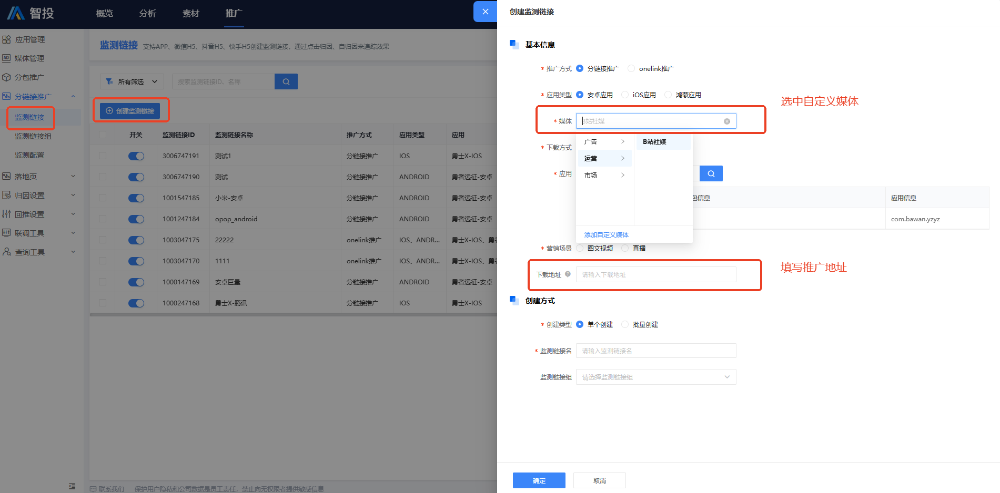 智投
概览
分析
素材
推广
应用管理
媒体管理
分包推广
分链接推广
监测链接
监测链接组
监测配置
落地页
归因设置
回推设置
联调工具
查询工具
监测链接 支持APP、微信H5、抖音H5、快手H5创建监测链接，通过点击归因、自归因来追踪效果
所有筛选
搜索监测链接ID、名称
创建监测链接
开关 监测链接ID 监测链接名称 推广方式 应用类型 应用
3006747191 测试1 分链接推广 IOS 勇士X-IOS
3006747190 测试 分链接推广 ANDROID 勇者远征-安卓
1001547185 小米-安卓 分链接推广 ANDROID 勇者远征-安卓
1001247184 opop_android 分链接推广 ANDROID 勇者远征-安卓
1003047175 22222 onelink推广 IOS、ANDR... 勇士X-IOS、勇者
1003047170 1111 onelink推广 IOS、ANDR... 勇士X-IOS、勇者
1000147169 安卓巨量 分链接推广 ANDROID 勇者远征-安卓
1000247168 勇士X-腾讯 分链接推广 IOS 勇士X-IOS
联系我们 保护用户隐私和公司数据是员工责任，禁止向无权限者提供敏感信息
创建监测链接
基本信息
* 推广方式 分链接推广 onelink推广
* 应用类型 安卓应用 iOS应用 鸿蒙应用
选中自定义媒体
* 媒体 B站社媒
广告
运营
市场
B站社媒
添加自定义媒体
* 下载方式
* 应用
包信息 应用信息
com.bawan.yzyz
* 营销场景 图文视频 直播
下载地址 请输入下载地址
填写推广地址
创建方式
* 创建类型 单个创建 批量创建
* 监测链接名 请输入监测链接名
监测链接组 请选择监测链接组
确定
取消